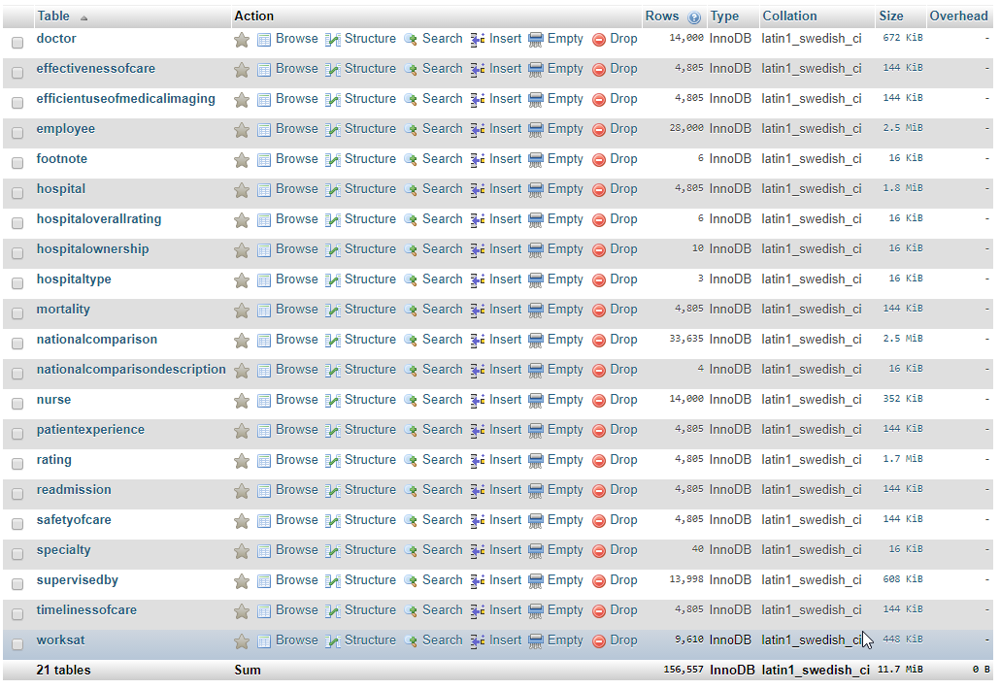 Table Action Rows Type Collation Size Overhead
doctor Browse Structure Search Insert Empty Drop 14,000 InnoDB latin1_swedish_ci 672 KiB -
effectivenessofcare Browse Structure Search Insert Empty Drop 4,805 InnoDB latin1_swedish_ci 144 KiB -
efficientuseofmedicalimaging Browse Structure Search Insert Empty Drop 4,805 InnoDB latin1_swedish_ci 144 KiB -
employee Browse Structure Search Insert Empty Drop 28,000 InnoDB latin1_swedish_ci 2.5 MiB -
footnote Browse Structure Search Insert Empty Drop 6 InnoDB latin1_swedish_ci 16 KiB -
hospital Browse Structure Search Insert Empty Drop 4,805 InnoDB latin1_swedish_ci 1.8 MiB -
hospitaloverallrating Browse Structure Search Insert Empty Drop 6 InnoDB latin1_swedish_ci 16 KiB -
hospitalownership Browse Structure Search Insert Empty Drop 10 InnoDB latin1_swedish_ci 16 KiB -
hospitaltype Browse Structure Search Insert Empty Drop 3 InnoDB latin1_swedish_ci 16 KiB -
mortality Browse Structure Search Insert Empty Drop 4,805 InnoDB latin1_swedish_ci 144 KiB -
nationalcomparison Browse Structure Search Insert Empty Drop 33,635 InnoDB latin1_swedish_ci 2.5 MiB -
nationalcomparisondescription Browse Structure Search Insert Empty Drop 4 InnoDB latin1_swedish_ci 16 KiB -
nurse Browse Structure Search Insert Empty Drop 14,000 InnoDB latin1_swedish_ci 352 KiB -
patientexperience Browse Structure Search Insert Empty Drop 4,805 InnoDB latin1_swedish_ci 144 KiB -
rating Browse Structure Search Insert Empty Drop 4,805 InnoDB latin1_swedish_ci 1.7 MiB -
readmission Browse Structure Search Insert Empty Drop 4,805 InnoDB latin1_swedish_ci 144 KiB -
safetyofcare Browse Structure Search Insert Empty Drop 4,805 InnoDB latin1_swedish_ci 144 KiB -
specialty Browse Structure Search Insert Empty Drop 40 InnoDB latin1_swedish_ci 16 KiB -
supervisedby Browse Structure Search Insert Empty Drop 13,998 InnoDB latin1_swedish_ci 608 KiB -
timelinessofcare Browse Structure Search Insert Empty Drop 4,805 InnoDB latin1_swedish_ci 144 KiB -
worksat Browse Structure Search Insert Empty Drop 9,610 InnoDB latin1_swedish_ci 448 KiB -
21 tables Sum 156,557 InnoDB latin1_swedish_ci 11.7 MiB 0 B